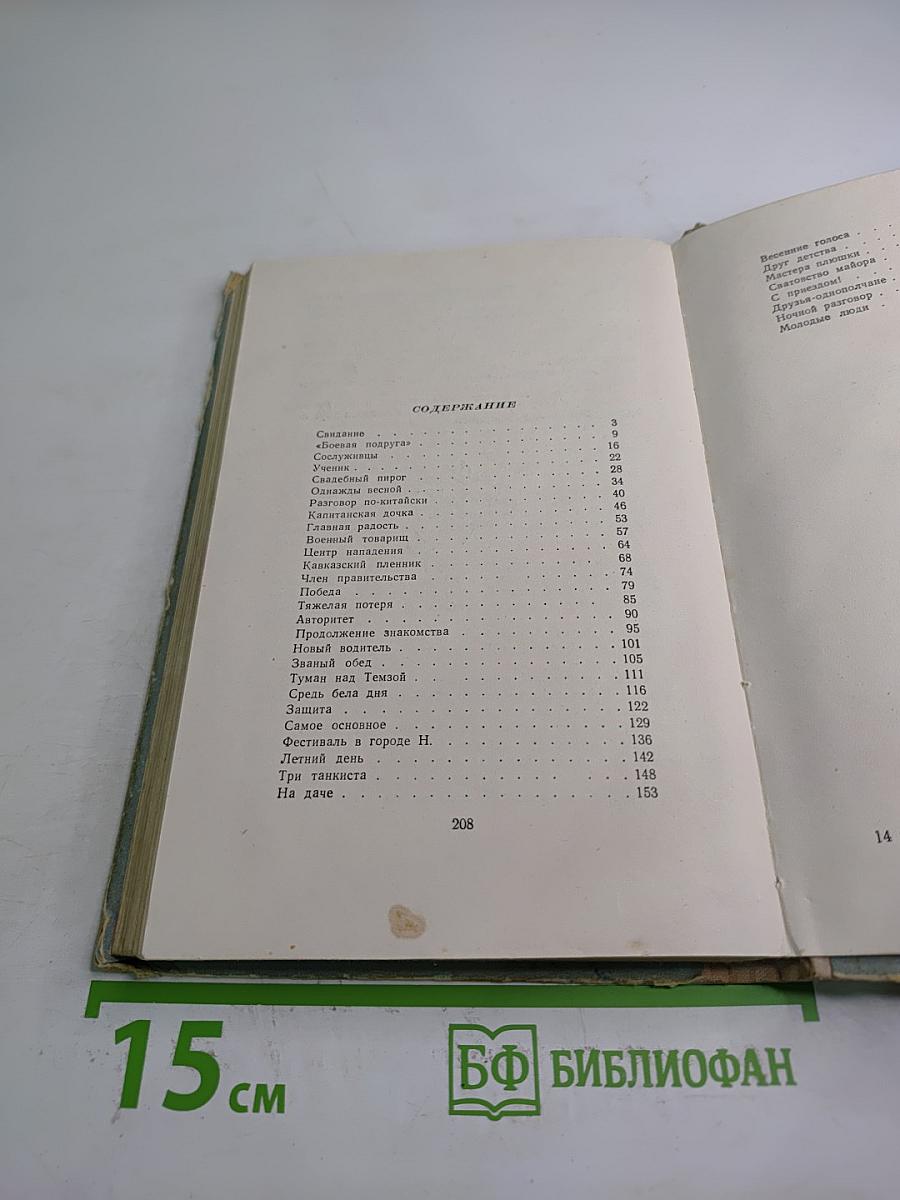 СОДЕРЖАНИЕ
Свидание . . . . . . . . . . . . . . . 3
«Боевая подруга» . . . . . . . . . . . . 9
Сослуживцы . . . . . . . . . . . . . . 16
Ученик . . . . . . . . . . . . . . . . 22
Свадебный пирог . . . . . . . . . . . . 28
Однажды весной . . . . . . . . . . . . 34
Разговор по-китайски . . . . . . . . . . 40
Капитанская дочка . . . . . . . . . . . 46
Главная радость . . . . . . . . . . . . 53
Военный товарищ . . . . . . . . . . . . 57
Центр нападения . . . . . . . . . . . . 64
Кавказский пленник . . . . . . . . . . . 68
Член правительства . . . . . . . . . . . 74
Победа . . . . . . . . . . . . . . . . 79
Тяжелая потеря . . . . . . . . . . . . 85
Авторитет . . . . . . . . . . . . . . . 90
Продолжение знакомства . . . . . . . . . 95
Новый водитель . . . . . . . . . . . . 101
Званый обед . . . . . . . . . . . . . . 105
Туман над Темзой . . . . . . . . . . . . 111
Средь бела дня . . . . . . . . . . . . 116
Защита . . . . . . . . . . . . . . . . 122
Самое основное . . . . . . . . . . . . 129
Фестиваль в городе Н. . . . . . . . . . 136
Летний день . . . . . . . . . . . . . . 142
Три танкиста . . . . . . . . . . . . . 148
На даче . . . . . . . . . . . . . . . . 153
208
Весенние голоса . .
Друг детства . . .
Мастера плюшки . .
Сватовство майора .
С приездом! . . .
Друзья-однополчане .
Ночной разговор . .
Молодые люди . .
14
15 см
БФ БИБЛИОФАН